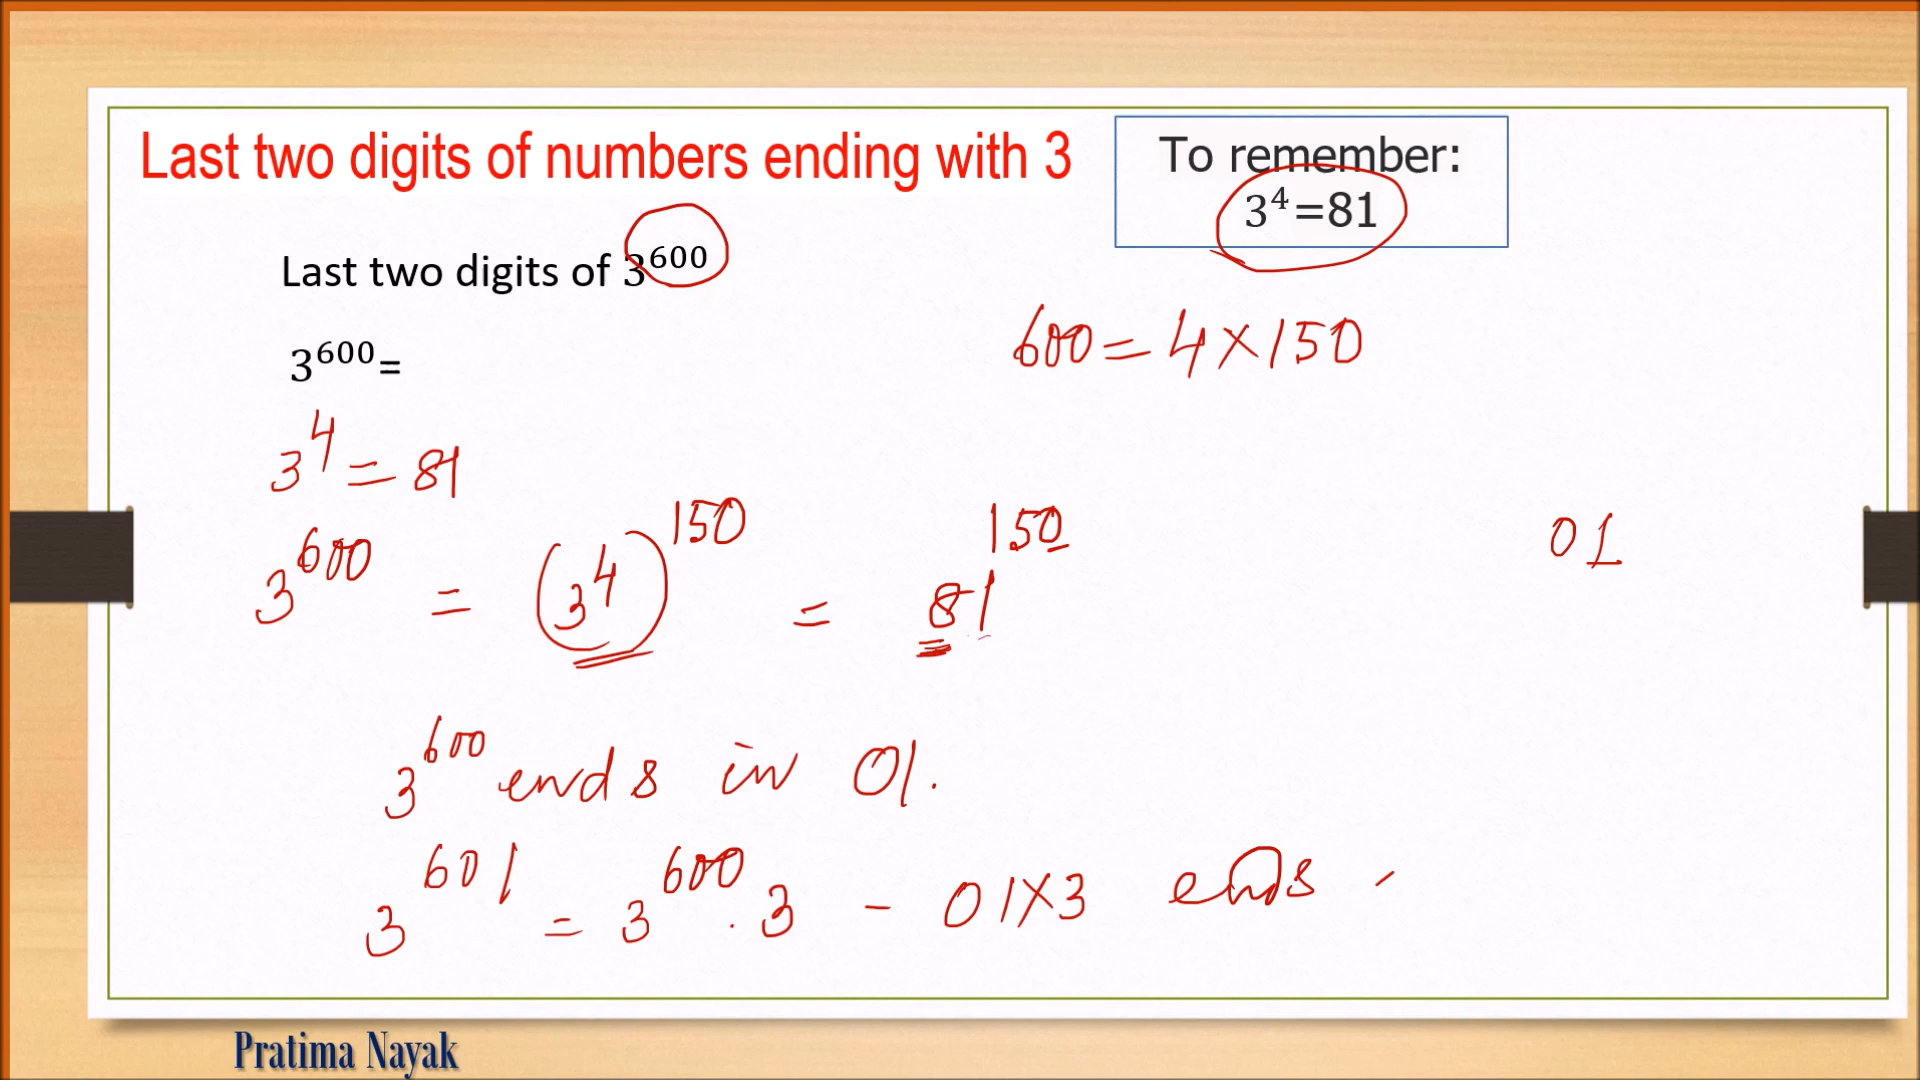 Last two digits of numbers ending with 3
To remember:
3⁴=81
Last two digits of 3⁶⁰⁰
600 = 4 × 150
3⁶⁰⁰=
3⁴ = 81
3⁶⁰⁰ = (3⁴)¹⁵⁰ = 81¹⁵⁰
01
3⁶⁰⁰ ends in 01.
3⁶⁰¹ = 3⁶⁰⁰ . 3 - 01×3 ends
Pratima Nayak